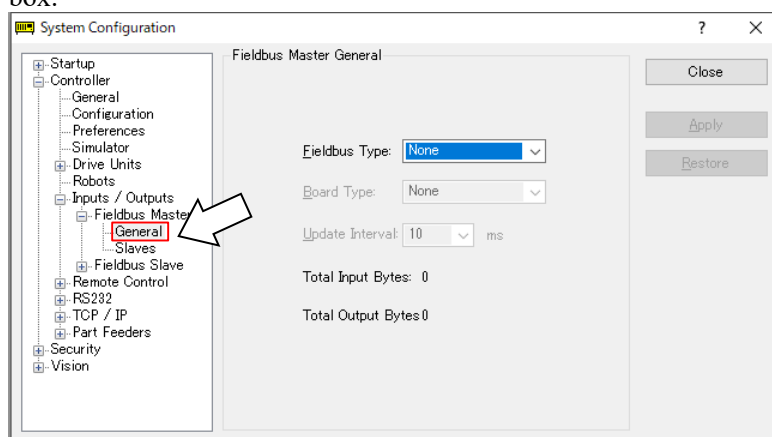 box.
System Configuration ? ×
Startup
Controller
General
Configuration
Preferences
Simulator
Drive Units
Robots
Inputs / Outputs
Fieldbus Master
General
Slaves
Fieldbus Slave
Remote Control
RS232
TCP / IP
Part Feeders
Security
Vision
Fieldbus Master General
Fieldbus Type: None
Board Type: None
Update Interval: 10 ms
Total Input Bytes: 0
Total Output Bytes 0
Close
Apply
Restore